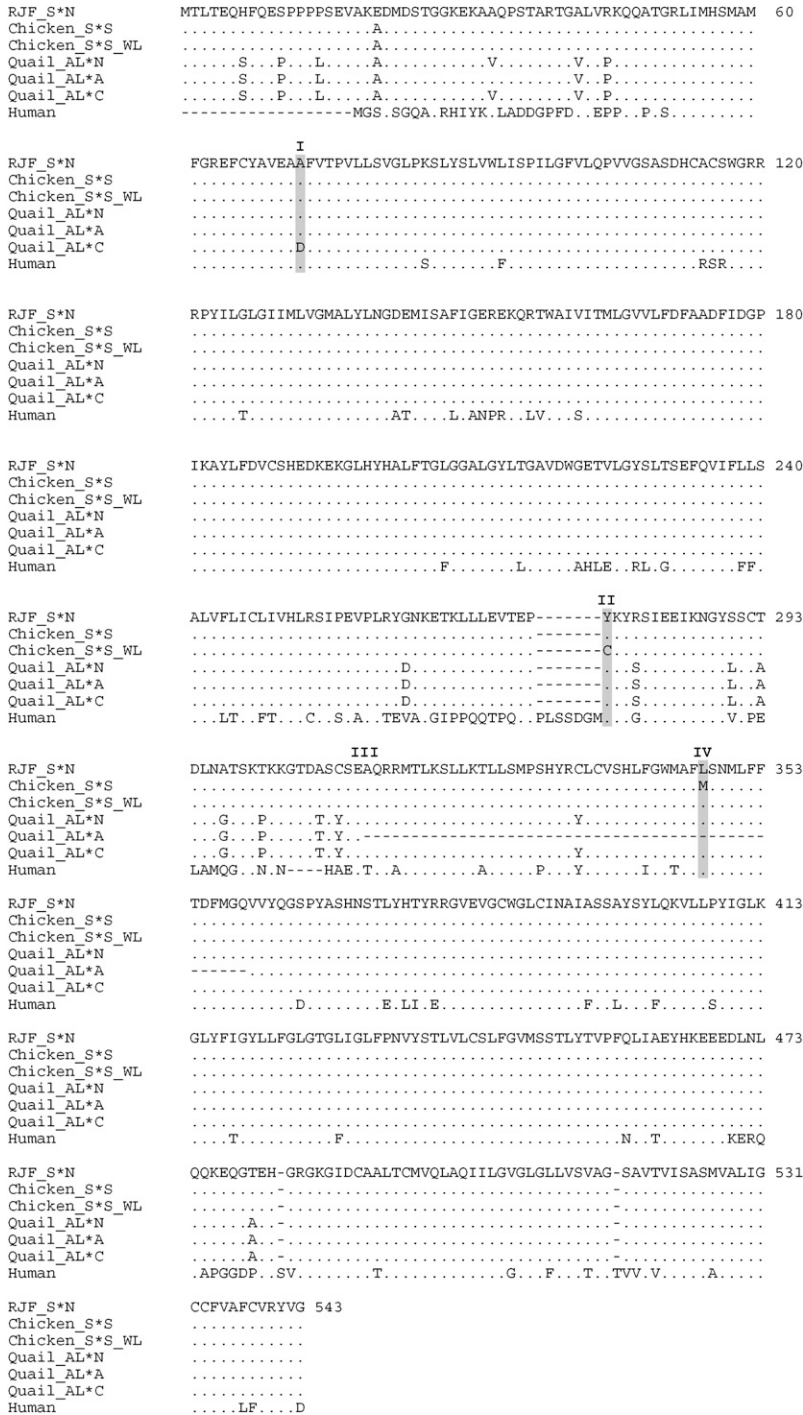 RJF_S*N MTLTEQHFQESPPPPSEVAKEDMDSTGGKEKAAQPSTARTGALVRKQQATGRLIMHSMAM 60
Chicken_S*S ....................A.......................................
Chicken_S*S_WL ....................A.......................................
Quail_AL*N ......S...P...L.....A...........V........V..P...............
Quail_AL*A ......S...P...L.....A...........V........V..P...............
Quail_AL*C ......S...P...L.....A...........V........V..P...............
Human ------------------MGS.SGQA.RHIYK.LADDGPFD..EPP..P.S.........
I
RJF_S*N FGREFCYAVEAAFVTPVLLSVGLPKSLYSLVWLISPILGFVLQPVVGSASDHCACSWGRR 120
Chicken_S*S ............................................................
Chicken_S*S_WL ............................................................
Quail_AL*N ............................................................
Quail_AL*A ............................................................
Quail_AL*C ...........D................................................
Human ........................S.......F....................RSR....
RJF_S*N RPYILGLGIIMLVGMALYLNGDEMISAFIGEREKQRTWAIVITMLGVVLFDFAADFIDGP 180
Chicken_S*S ............................................................
Chicken_S*S_WL ............................................................
Quail_AL*N ............................................................
Quail_AL*A ............................................................
Quail_AL*C ............................................................
Human .....T...............AT....L.ANPR..LV...S...................
RJF_S*N IKAYLFDVCSHEDKEKGLHYHALFTGLGGALGYLTGAVDWGETVLGYSLTSEFQVIFLLS 240
Chicken_S*S ............................................................
Chicken_S*S_WL ............................................................
Quail_AL*N ............................................................
Quail_AL*A ............................................................
Quail_AL*C ............................................................
Human ..........................F.......L.....AHLE..RL.G.......FF.
II
RJF_S*N ALVFLICLIVHLRSIPEVPLRYGNKETKLLLEVTEP-------YKYRSIEEIKNGYSSCT 293
Chicken_S*S ....................................-------.................
Chicken_S*S_WL ....................................-------C................
Quail_AL*N ......................D.............-------...S.........L..A
Quail_AL*A ......................D.............-------...S.........L..A
Quail_AL*C ......................D.............-------...S.........L..A
Human ...LT..FT...C..S.A..TEVA.GIPPQQTPQ..PLSSDGM...G.........V.PE
III IV
RJF_S*N DLNATSKTKKGTDASCSEAQRRMTLKSLLKTLLSMPSHYRCLCVSHLFGWMAFLSNMLFF 353
Chicken_S*S .....................................................M......
Chicken_S*S_WL ............................................................
Quail_AL*N ...G...P.....T.Y........................Y...................
Quail_AL*A ...G...P.....T.Y..------------------------------------------
Quail_AL*C ...G...P.....T.Y........................Y...................
Human LAMQG..N.N----HAE.T..A........A.....P...Y......I..T.........
RJF_S*N TDFMGQVVYQGSPYASHNSTLYHTYRRGVEVGCWGLCINAIASSAYSYLQKVLLPYIGLK 413
Chicken_S*S ............................................................
Chicken_S*S_WL ............................................................
Quail_AL*N ............................................................
Quail_AL*A ------......................................................
Quail_AL*C ............................................................
Human ...........D........E.LI.E...............F..L...F.....S.....
RJF_S*N GLYFIGYLLFGLGTGLIGLFPNVYSTLVLCSLFGVMSSTLYTVPFQLIAEYHKEEEDLNL 473
Chicken_S*S ............................................................
Chicken_S*S_WL ............................................................
Quail_AL*N ............................................................
Quail_AL*A ............................................................
Quail_AL*C ............................................................
Human ....T..........F.............................N..T.......KERQ
RJF_S*N QQKEQGTEH-GRGKGIDCAALTCMVQLAQIILGVGLGLLVSVAG-SAVTVISASMVALIG 531
Chicken_S*S .........-..................................-...............
Chicken_S*S_WL .........-..................................-...............
Quail_AL*N ......A..-..................................-...............
Quail_AL*A ......A..-..................................-...............
Quail_AL*C ......A..-..................................-...............
Human .APGGDP..SV........T.............G...F...T..TVV.V.....A.....
RJF_S*N CCFVAFCVRYVG 543
Chicken_S*S ............
Chicken_S*S_WL ............
Quail_AL*N ............
Quail_AL*A ............
Quail_AL*C ............
Human .....LF....D